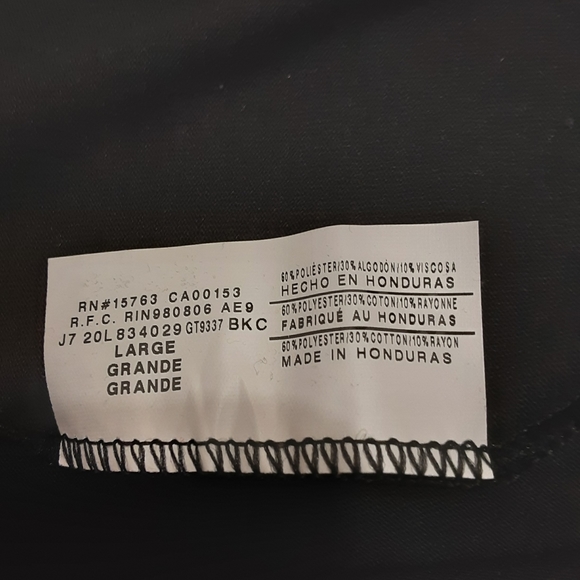 RN#15763 CA00153
R.F.C. RIN980806 AE9
J7 20L 834029 GT9337 BKC
LARGE
GRANDE
GRANDE
60%POLIÉSTER/30%ALGODÓN/10%VISCOSA
HECHO EN HONDURAS
60%POLYESTER/30%COTON/10%RAYONNE
FABRIQUÉ AU HONDURAS
60%POLYESTER/30%COTTON/10%RAYON
MADE IN HONDURAS